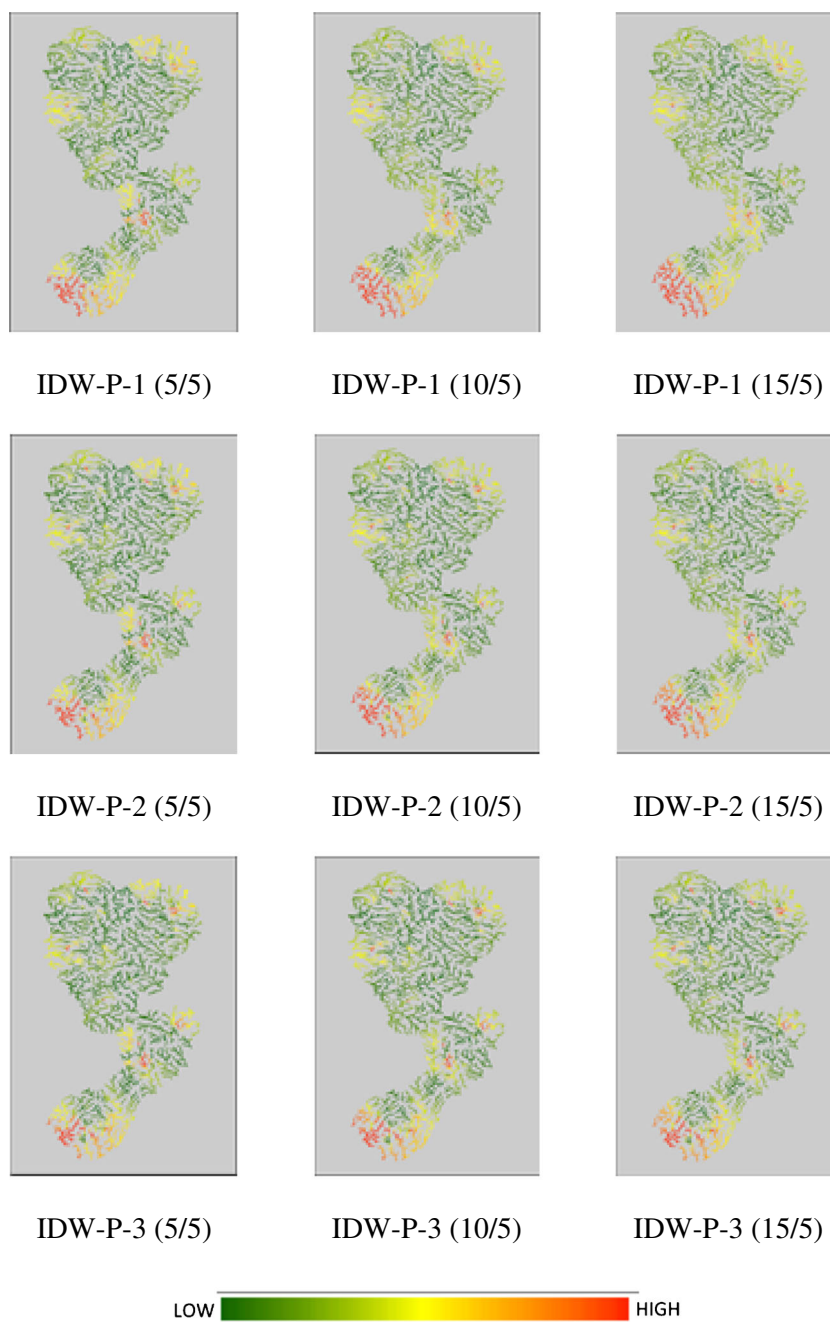 IDW-P-1 (5/5) IDW-P-1 (10/5) IDW-P-1 (15/5)
IDW-P-2 (5/5) IDW-P-2 (10/5) IDW-P-2 (15/5)
IDW-P-3 (5/5) IDW-P-3 (10/5) IDW-P-3 (15/5)
LOW HIGH